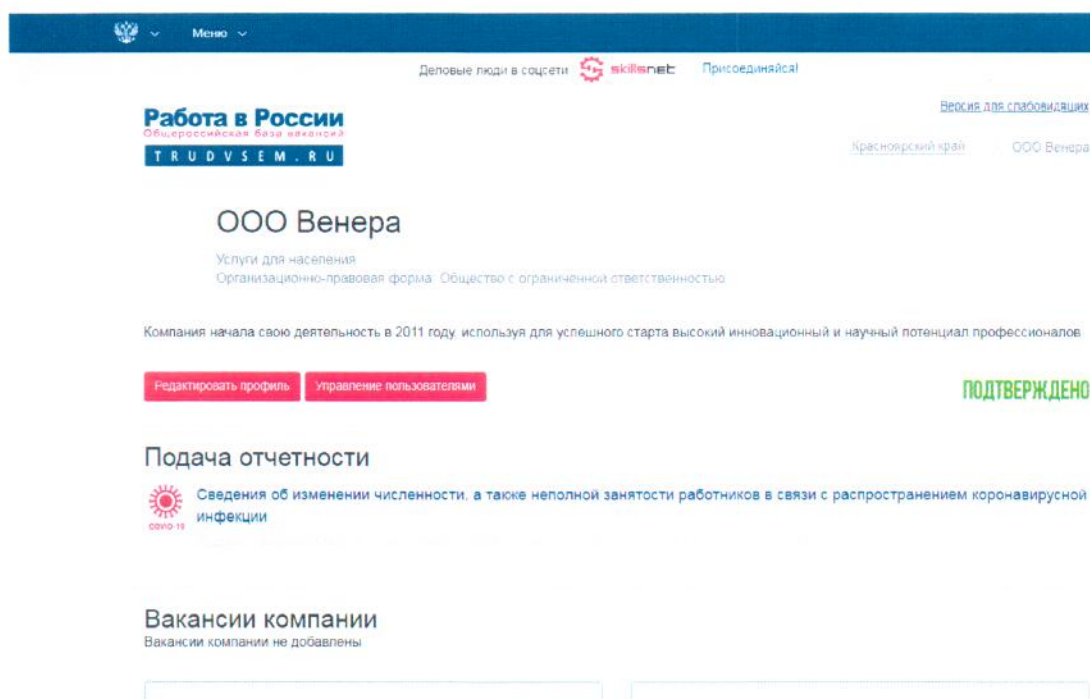 Меню
Деловые люди в соцсети skillsnet Присоединяйся!
Версия для слабовидящих
Работа в России
Общероссийская база вакансий
TRUDVSEM.RU
Красноярский край ООО Венера
ООО Венера
Услуги для населения
Организационно-правовая форма: Общество с ограниченной ответственностью
Компания начала свою деятельность в 2011 году, используя для успешного старта высокий инновационный и научный потенциал профессионалов
Редактировать профиль Управление пользователями
ПОДТВЕРЖДЕНО
Подача отчетности
Сведения об изменении численности, а также неполной занятости работников в связи с распространением коронавирусной
COVID-19 инфекции
Вакансии компании
Вакансии компании не добавлены